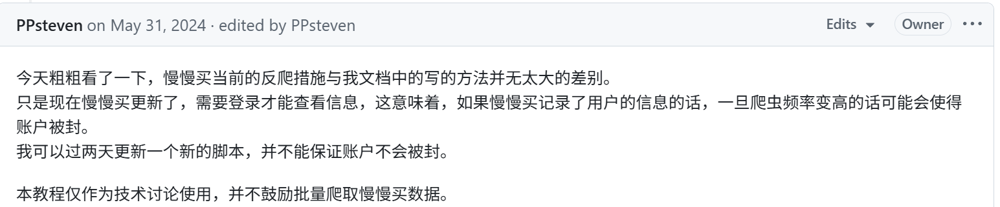 PPsteven on May 31, 2024 · edited by PPsteven Edits Owner
今天粗粗看了一下，慢慢买当前的反爬措施与我文档中的写的方法并无太大的差别。
只是现在慢慢买更新了，需要登录才能查看信息，这意味着，如果慢慢买记录了用户的信息的话，一旦爬虫频率变高的话可能会使得
账户被封。
我可以过两天更新一个新的脚本，并不能保证账户不会被封。
本教程仅作为技术讨论使用，并不鼓励批量爬取慢慢买数据。